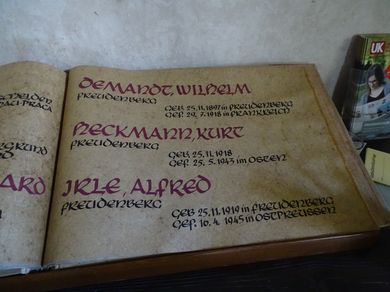 DEMANDT, WILHELM
FREUDENBERG
GEB. 25.11.1897 in FREUDENBERG
GEF. 29.7.1918 in FRANKREICH
HECKMANN, KURT
FREUDENBERG
GEB. 25.11.1918
GEF. 25.5.1943 im OSTEN
IRLE, ALFRED
FREUDENBERG
GEB 25.11.1919 in FREUDENBERG
GEF. 16.4.1945 in OSTPREUSSEN
UK